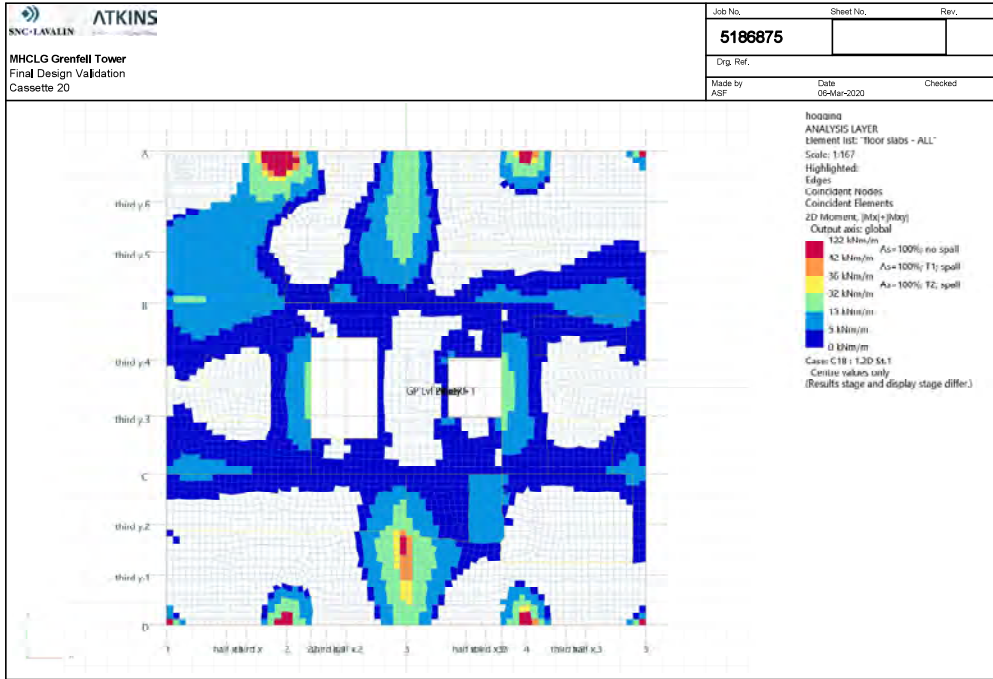 SNC·LAVALIN ATKINS
MHCLG Grenfell Tower
Final Design Validation
Cassette 20
Job No. Sheet No. Rev.
5186875
Drg. Ref.
Made by Date Checked
ASF 06-Mar-2020
hogging
ANALYSIS LAYER
Element list: "floor slabs - ALL"
Scale: 1:167
Highlighted:
Edges
Coincident Nodes
Coincident Elements
2D Moment, |Mx|+|Mxy|
Output axis: global
122 kNm/m
As=100%; no spall
42 kNm/m
As=100%; T1; spall
36 kNm/m
As=100%; T2; spall
32 kNm/m
13 kNm/m
5 kNm/m
0 kNm/m
Case: C18 : 1.2D St.1
Centre values only
(Results stage and display stage differ.)
A
third y.6
third y.5
B
third y.4
third y.3
C
third y.2
third y.1
D
1 2 3 4 5